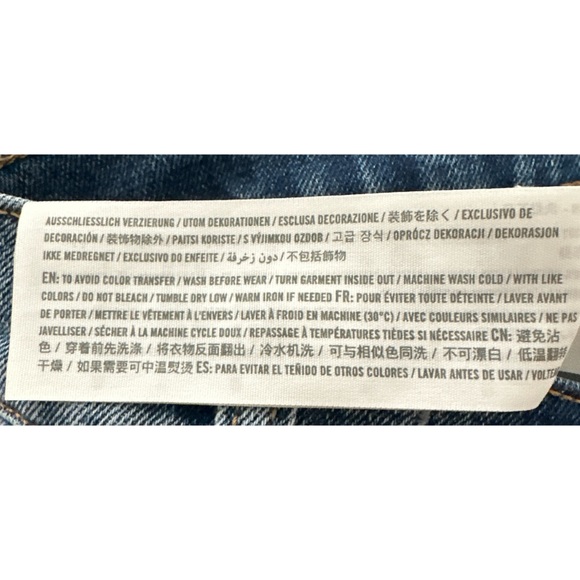 AUSSCHLIESSLICH VERZIERUNG / UTOM DEKORATIONEN / ESCLUSA DECORAZIONE / 装飾を除く / EXCLUSIVO DE
DECORACIÓN / 裝飾物除外 / PAITSI KORISTE / S VÝJIMKOU OZDOB / 고급 장식 / OPRÓCZ DEKORACJI / DEKORASJON
IKKE MEDREGNET / EXCLUSIVO DO ENFEITE / دون زخرفة / 不包括飾物
EN: TO AVOID COLOR TRANSFER / WASH BEFORE WEAR / TURN GARMENT INSIDE OUT / MACHINE WASH COLD / WITH LIKE
COLORS / DO NOT BLEACH / TUMBLE DRY LOW / WARM IRON IF NEEDED FR: POUR ÉVITER TOUTE DÉTEINTE / LAVER AVANT
DE PORTER / METTRE LE VÊTEMENT À L'ENVERS / LAVER À FROID EN MACHINE (30°C) / AVEC COULEURS SIMILAIRES / NE PAS
JAVELLISER / SÉCHER À LA MACHINE CYCLE DOUX / REPASSAGE À TEMPÉRATURES TIÈDES SI NÉCESSAIRE CN: 避免沾
色 / 穿着前先洗涤 / 将衣物反面翻出 / 冷水机洗 / 可与相似色同洗 / 不可漂白 / 低温翻
干燥 / 如果需要可中温熨烫 ES: PARA EVITAR EL TEÑIDO DE OTROS COLORES / LAVAR ANTES DE USAR / VOLTEA